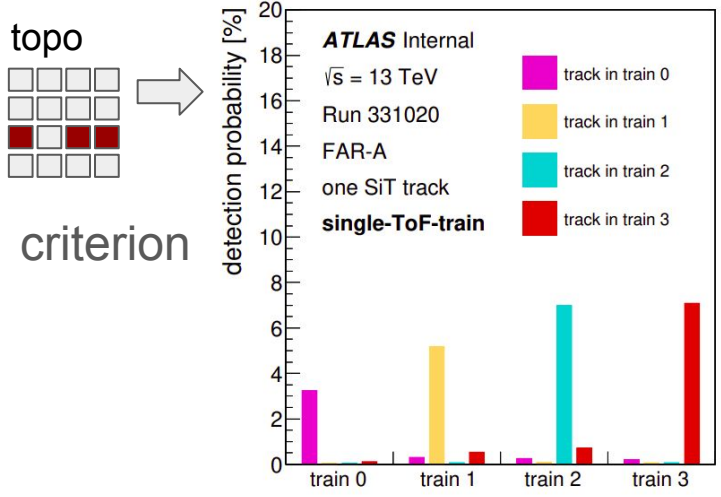 topo
criterion
detection probability [%]
20
18
16
14
12
10
8
6
4
2
0
ATLAS Internal
√s = 13 TeV
Run 331020
FAR-A
one SiT track
single-ToF-train
track in train 0
track in train 1
track in train 2
track in train 3
train 0 train 1 train 2 train 3